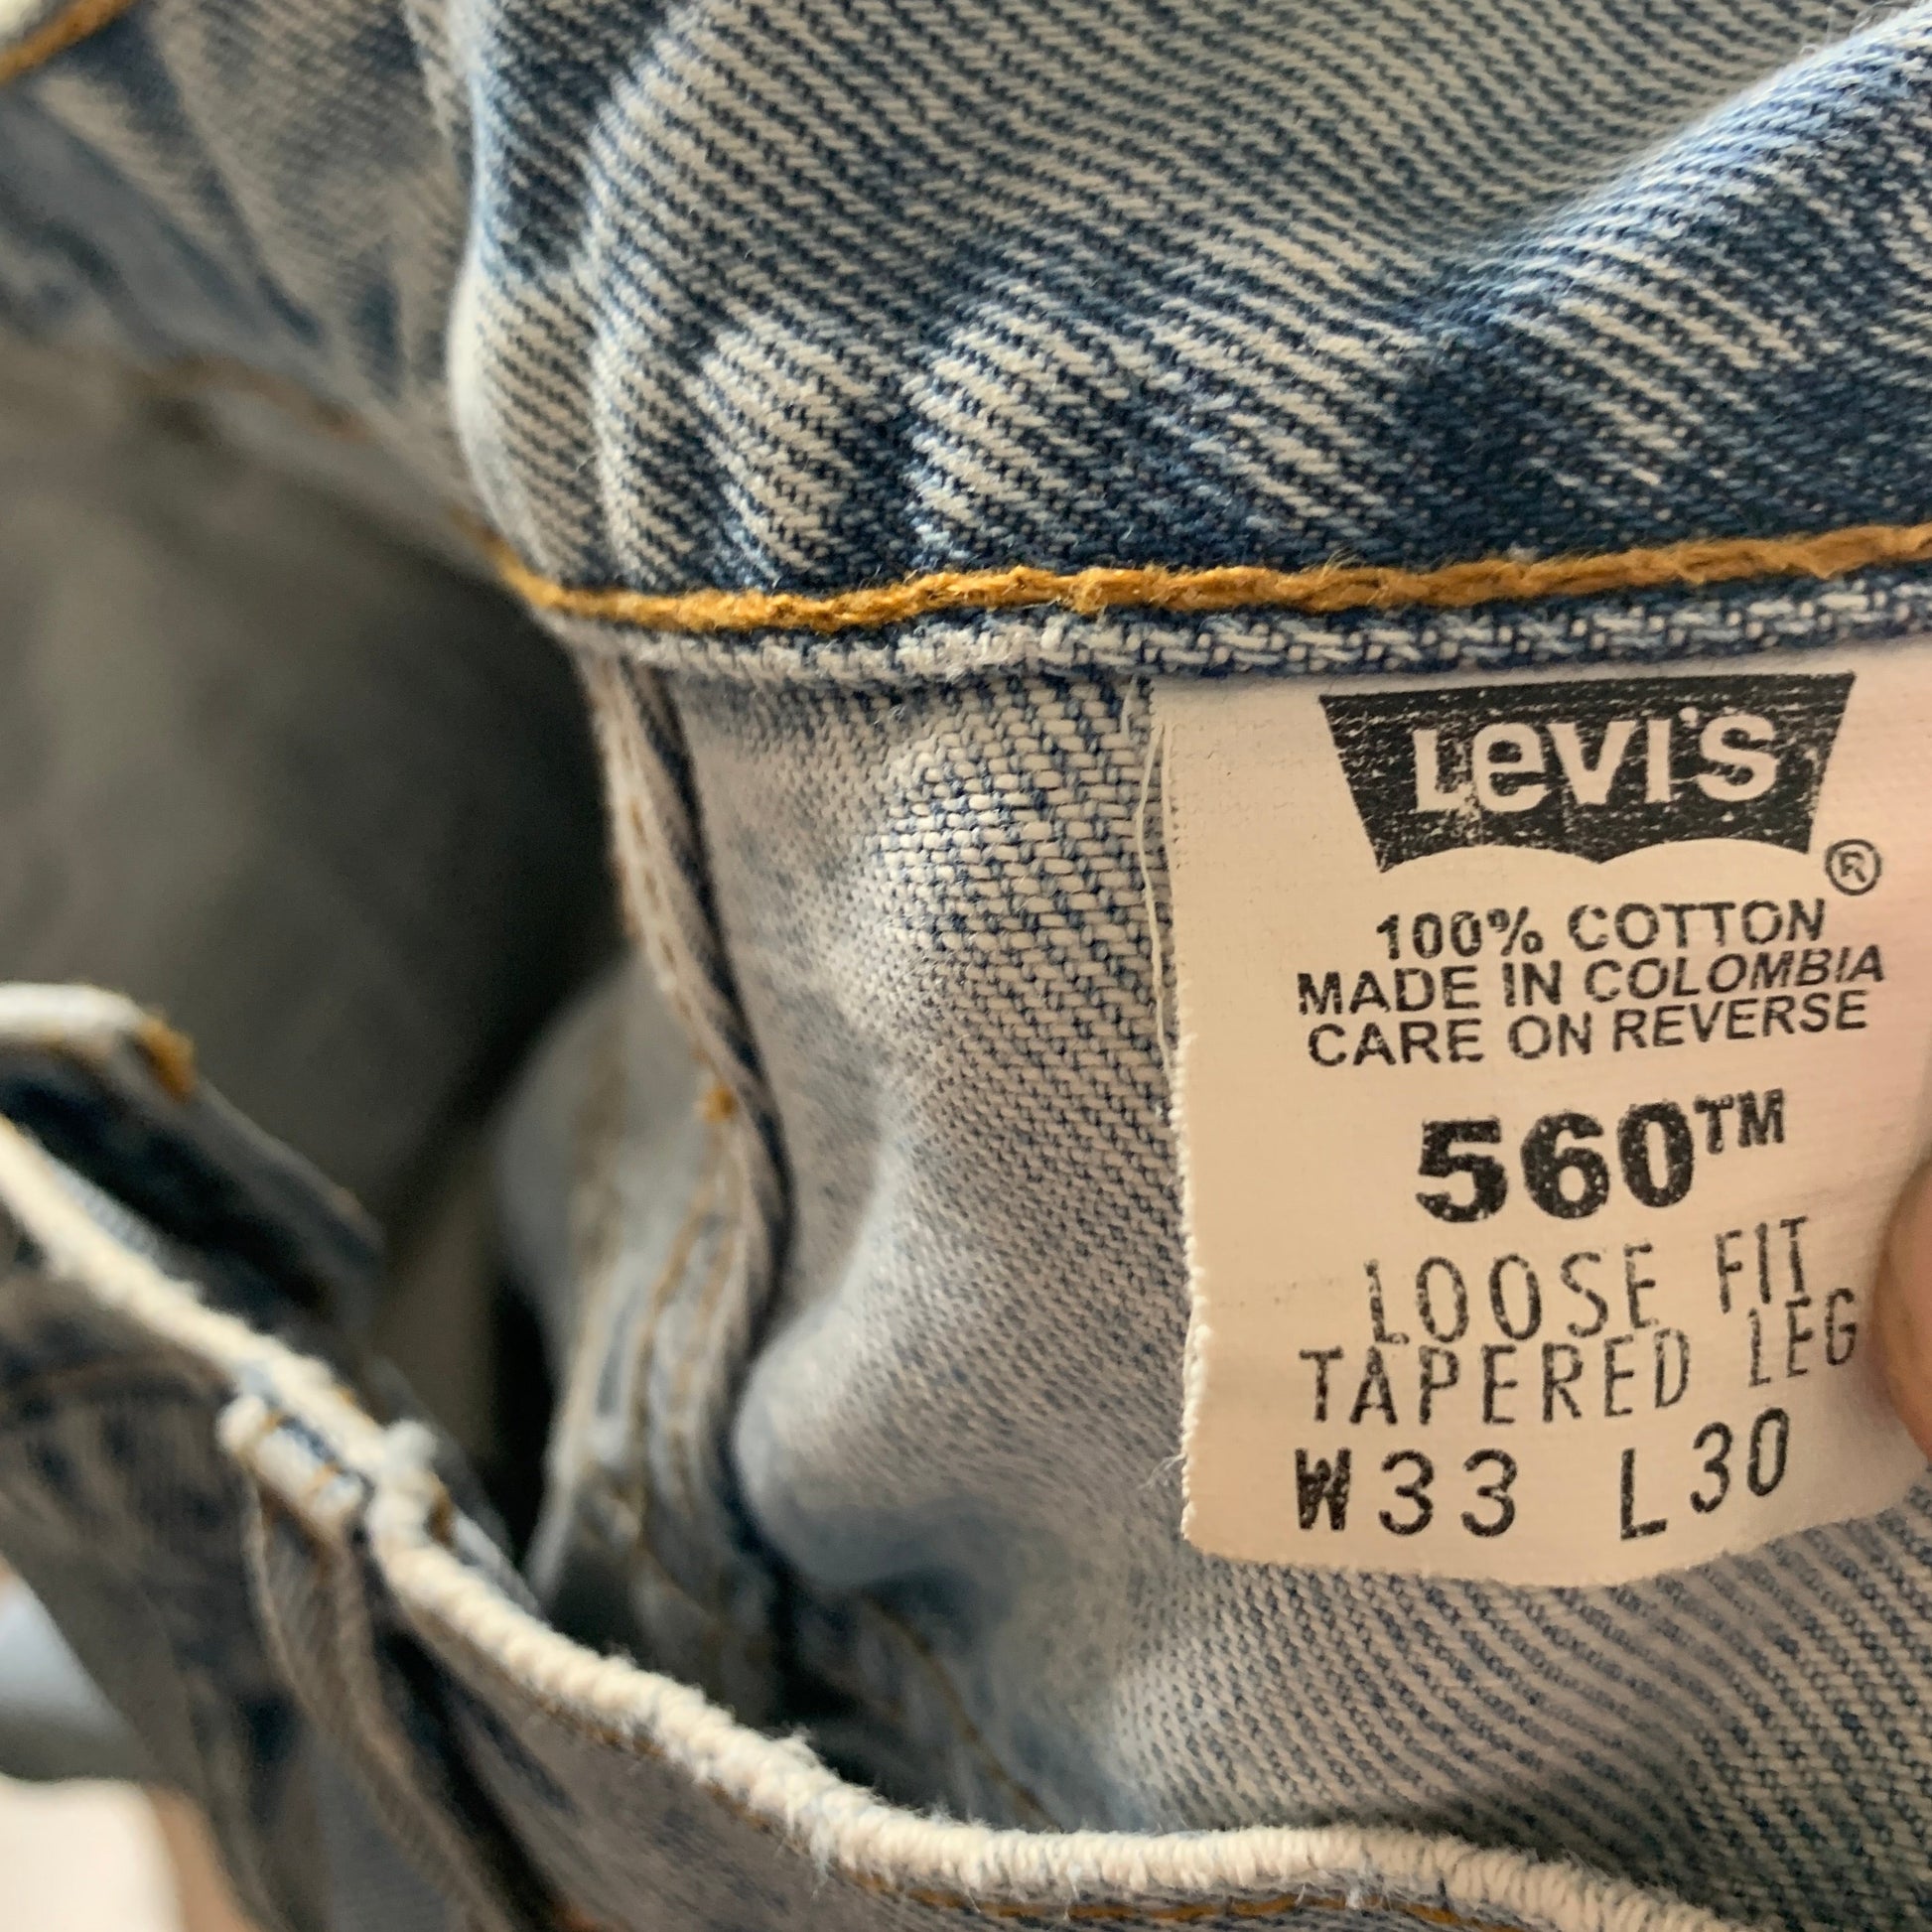 Levi's ®
100% COTTON
MADE IN COLOMBIA
CARE ON REVERSE
560™
LOOSE FIT
TAPERED LEG
W33 L30